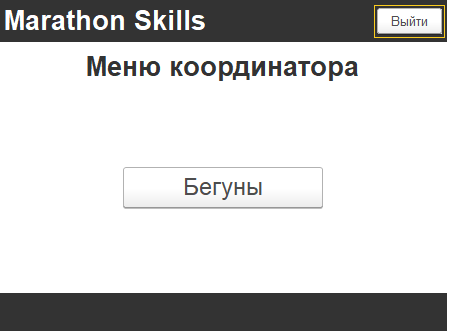 Marathon Skills
Выйти
Меню координатора
Бегуны